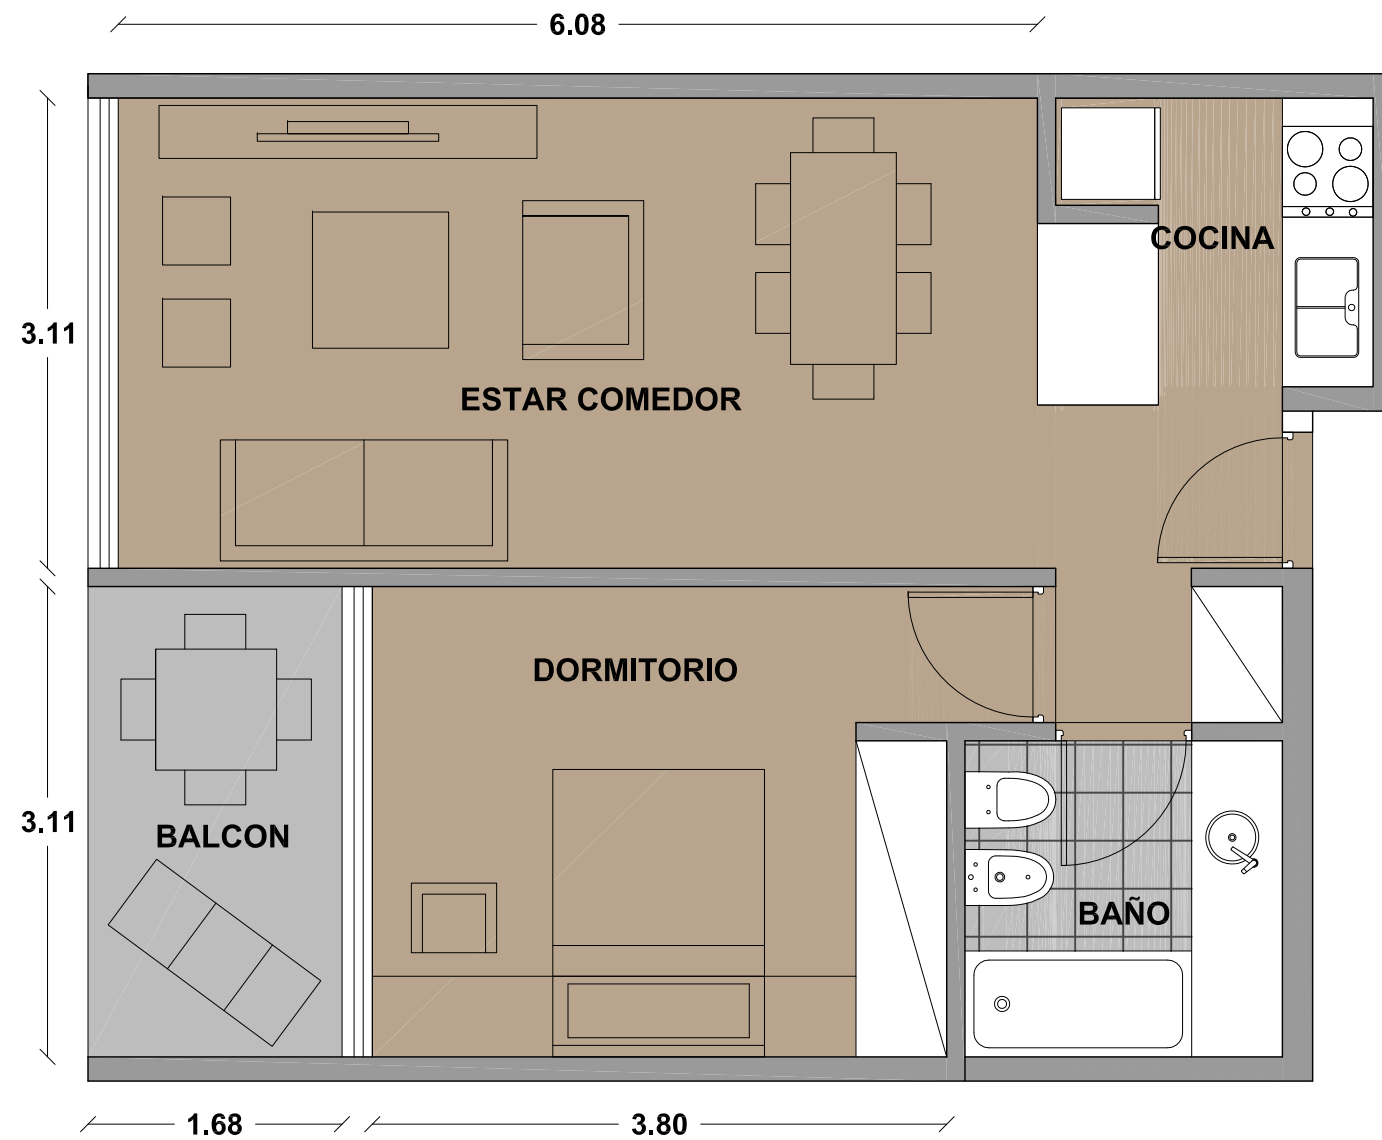 6.08
COCINA
3.11
ESTAR COMEDOR
DORMITORIO
3.11
BALCON
BAÑO
1.68
3.80